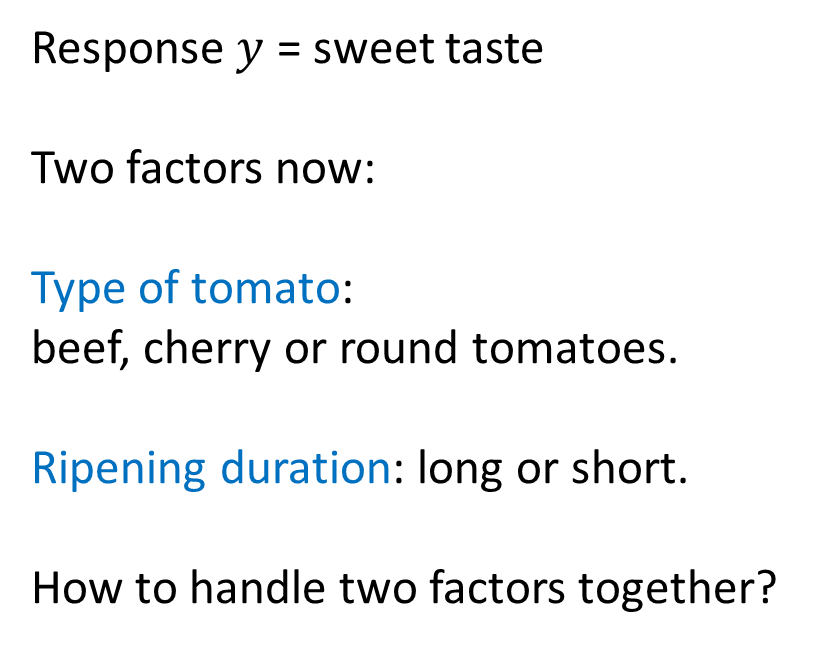 Response y = sweet taste
Two factors now:
Type of tomato:
beef, cherry or round tomatoes.
Ripening duration: long or short.
How to handle two factors together?